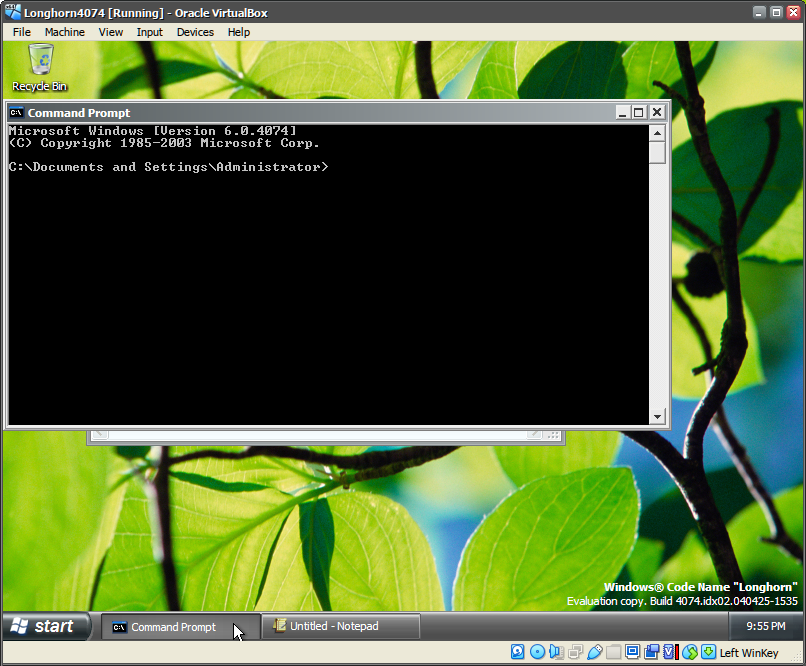 Longhorn4074 [Running] - Oracle VirtualBox
File Machine View Input Devices Help
Recycle Bin
C:\ Command Prompt
Microsoft Windows [Version 6.0.4074]
(C) Copyright 1985-2003 Microsoft Corp.
C:\Documents and Settings\Administrator>
Windows® Code Name "Longhorn"
Evaluation copy. Build 4074.idx02.040425-1535
start C:\ Command Prompt Untitled - Notepad 9:55 PM
Left WinKey